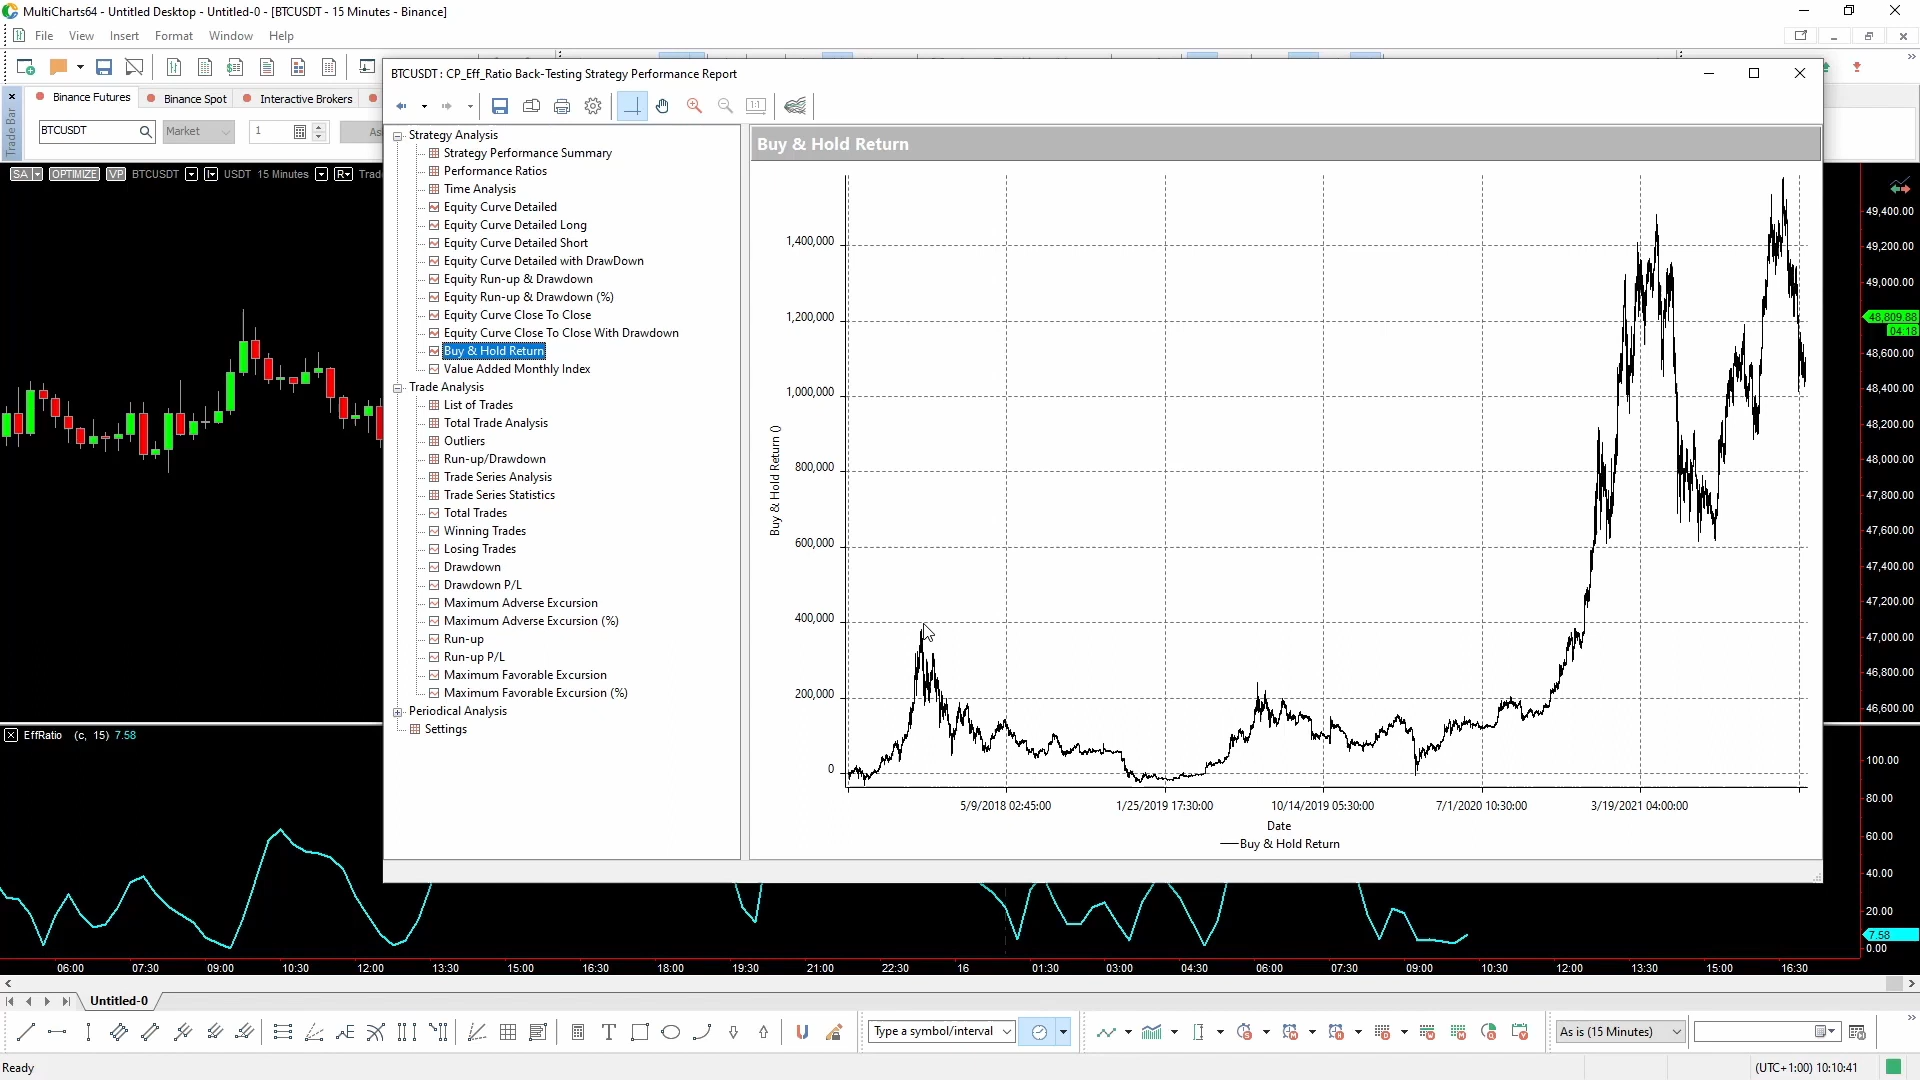 MultiCharts64 - Untitled Desktop - Untitled-0 - [BTCUSDT - 15 Minutes - Binance]
File View Insert Format Window Help
BTCUSDT : CP_Eff_Ratio Back-Testing Strategy Performance Report
Binance Futures Binance Spot Interactive Brokers
Trade Bar
BTCUSDT Market 1 As
SA OPTIMIZE VP BTCUSDT USDT 15 Minutes R Trad
Strategy Analysis
Strategy Performance Summary
Performance Ratios
Time Analysis
Equity Curve Detailed
Equity Curve Detailed Long
Equity Curve Detailed Short
Equity Curve Detailed with DrawDown
Equity Run-up & Drawdown
Equity Run-up & Drawdown (%)
Equity Curve Close To Close
Equity Curve Close To Close With Drawdown
Buy & Hold Return
Value Added Monthly Index
Trade Analysis
List of Trades
Total Trade Analysis
Outliers
Run-up/Drawdown
Trade Series Analysis
Trade Series Statistics
Total Trades
Winning Trades
Losing Trades
Drawdown
Drawdown P/L
Maximum Adverse Excursion
Maximum Adverse Excursion (%)
Run-up
Run-up P/L
Maximum Favorable Excursion
Maximum Favorable Excursion (%)
Periodical Analysis
Settings
Buy & Hold Return
1,400,000
1,200,000
1,000,000
800,000
600,000
400,000
200,000
0
Buy & Hold Return ()
5/9/2018 02:45:00 1/25/2019 17:30:00 10/14/2019 05:30:00 7/1/2020 10:30:00 3/19/2021 04:00:00
Date
Buy & Hold Return
49,400.00
49,200.00
49,000.00
48,809.88
04:18
48,600.00
48,400.00
48,200.00
48,000.00
47,800.00
47,600.00
47,400.00
47,200.00
47,000.00
46,800.00
46,600.00
EffRatio (c, 15) 7.58
100.00
80.00
60.00
40.00
20.00
7.58
0.00
06:00 07:30 09:00 10:30 12:00 13:30 15:00 16:30 18:00 19:30 21:00 22:30 16 01:30 03:00 04:30 06:00 07:30 09:00 10:30 12:00 13:30 15:00 16:30
Untitled-0
Type a symbol/interval As is (15 Minutes)
Ready (UTC+1:00) 10:10:41